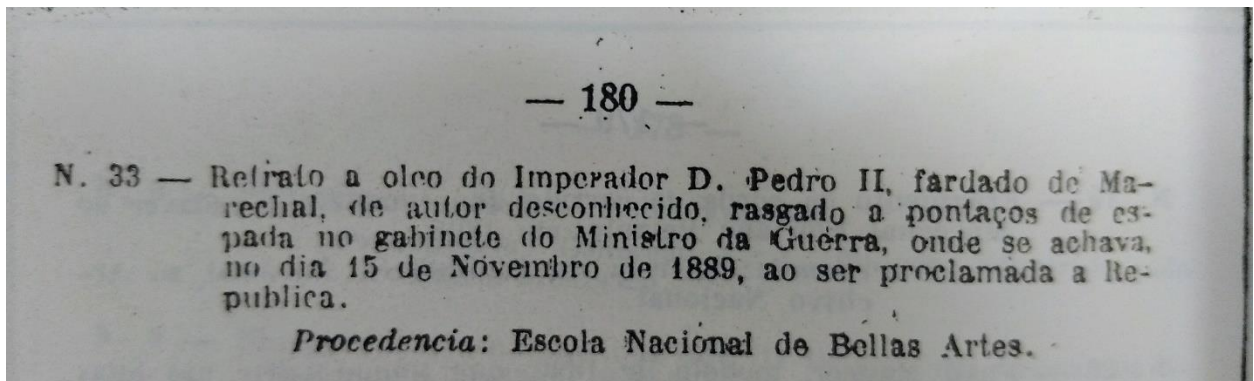 — 180 —
N. 33 — Retrato a oleo do Imperador D. Pedro II, fardado de Ma-
rechal, de autor desconhecido, rasgado a pontaços de es-
pada no gabinete do Ministro da Guerra, onde se achava,
no dia 15 de Novembro de 1889, ao ser proclamada a Re-
publica.
Procedencia: Escola Nacional de Bellas Artes.